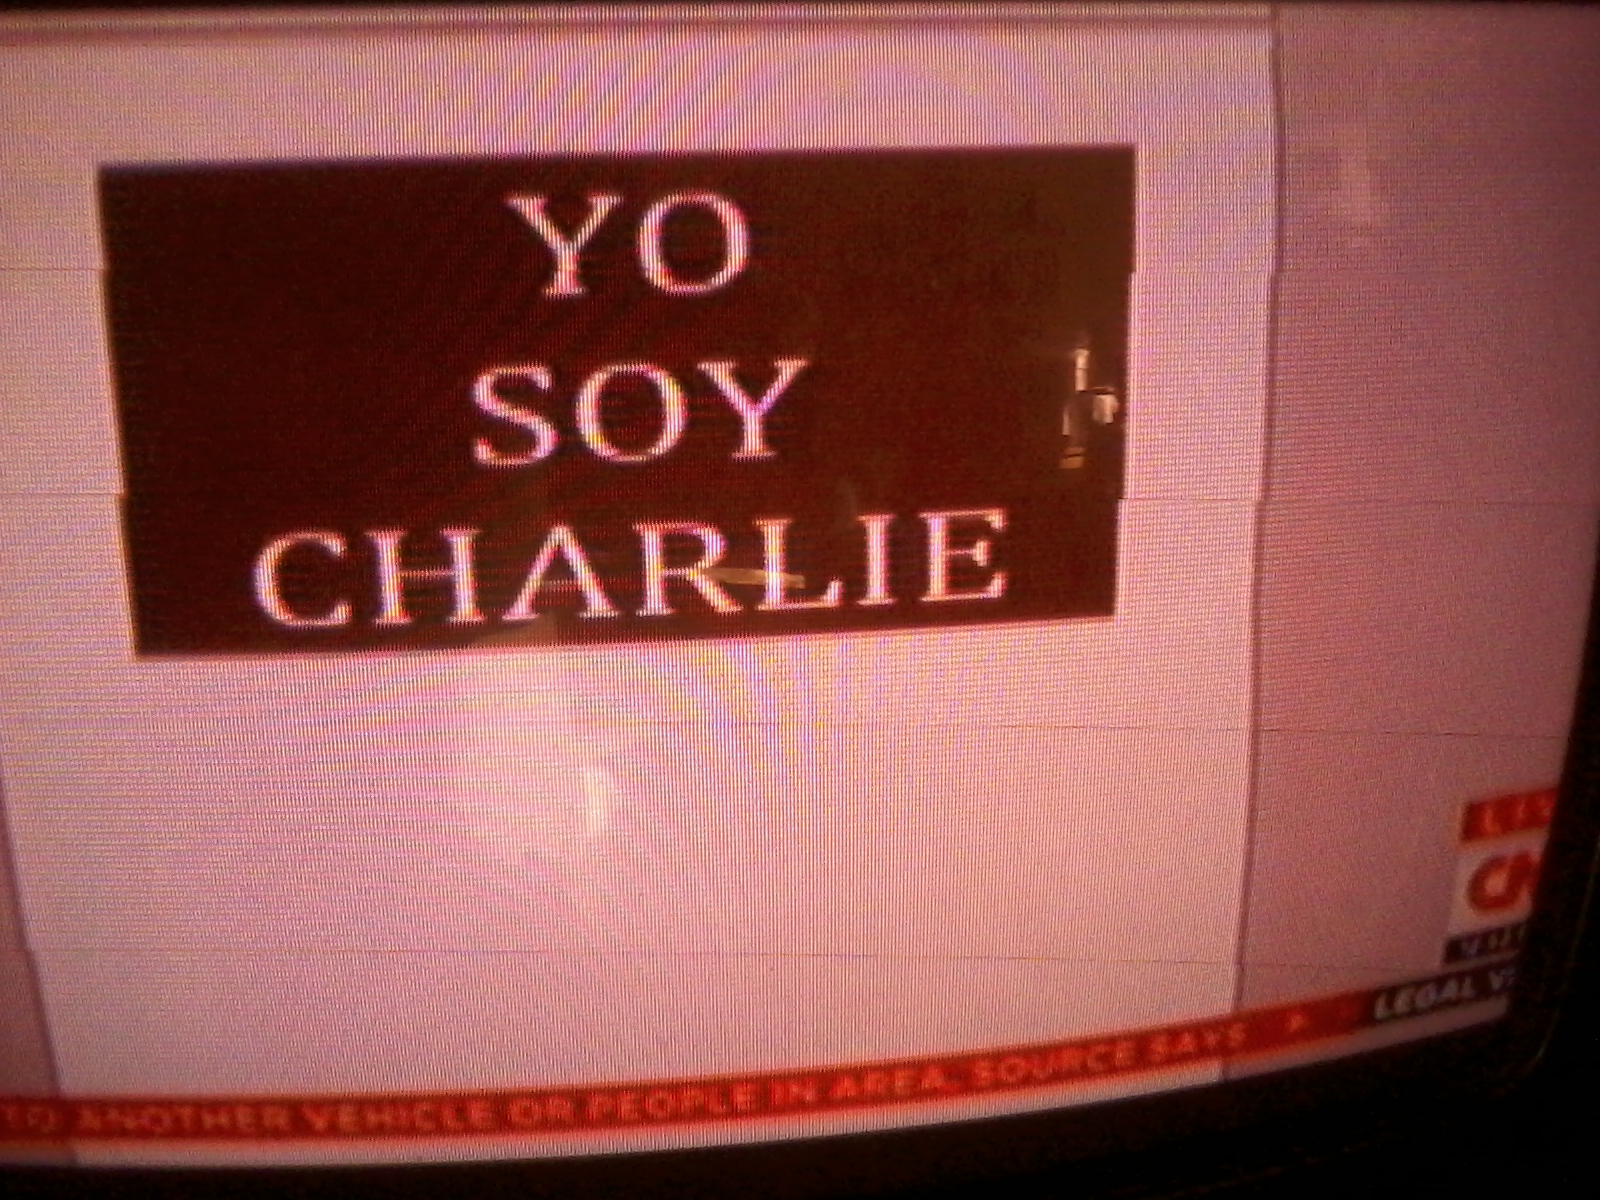 YO
SOY
CHARLIE
ANOTHER VEHICLE OR PEOPLE IN AREA, SOURCE SAYS
LEGAL